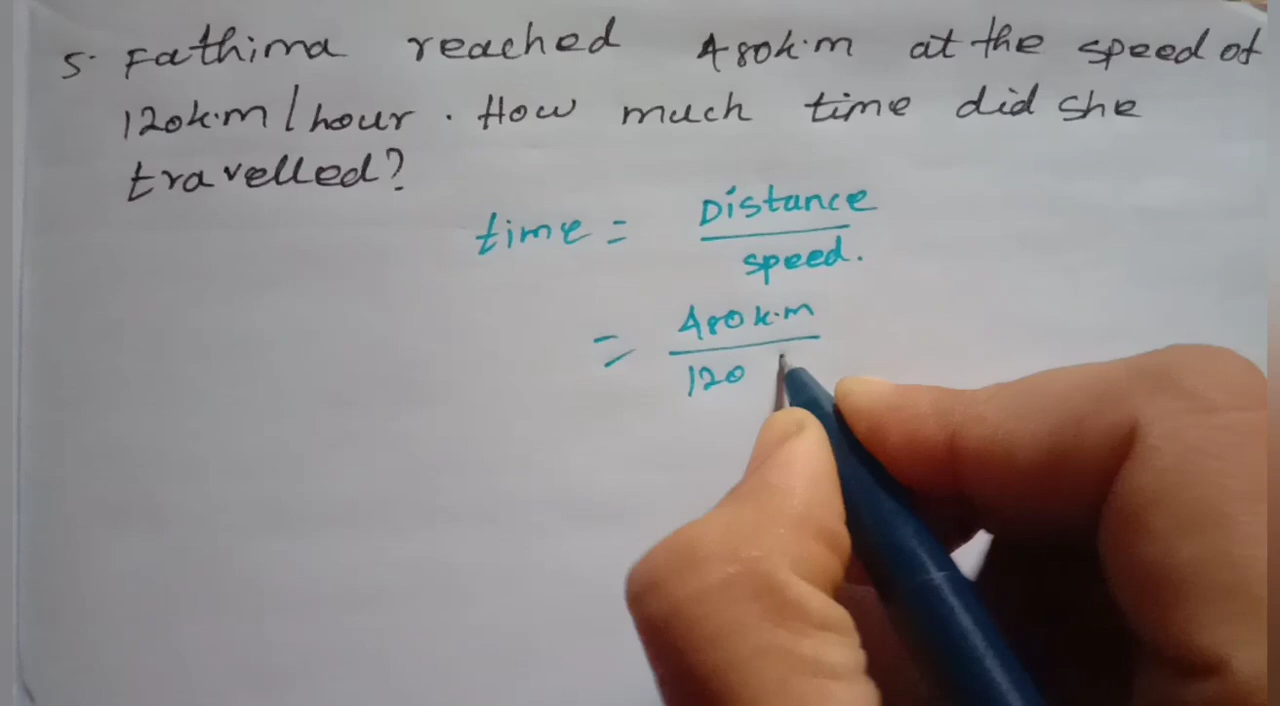 5. Fathima reached 480k.m at the speed of
120k.m/hour. How much time did she
travelled?
time = Distance
speed.
= 480k.m
120